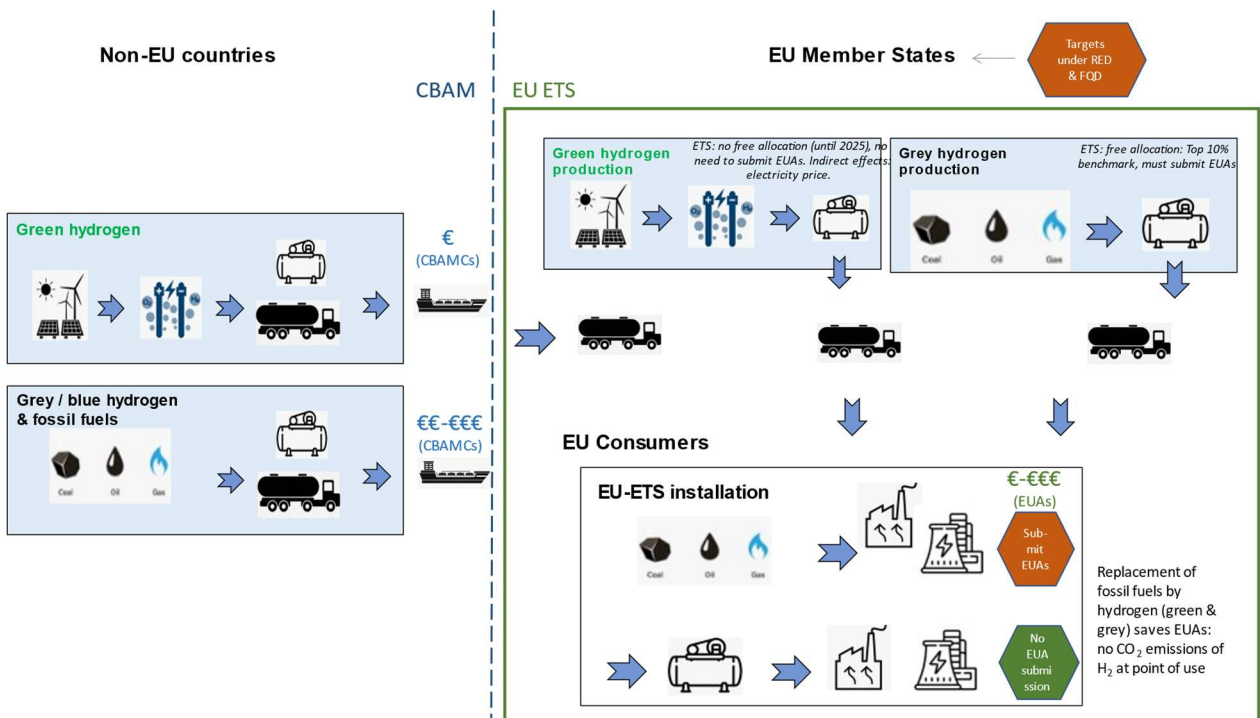 Non-EU countries
EU Member States
Targets
under RED
& FQD
CBAM
EU ETS
Green hydrogen
production
ETS: no free allocation (until 2025), no
need to submit EUAs. Indirect effects:
electricity price.
Grey hydrogen
production
ETS: free allocation: Top 10%
benchmark, must submit EUAs
O₂
H₂
Coal
Oil
Gas
Green hydrogen
O₂
H₂
€
(CBAMCs)
Grey / blue hydrogen
& fossil fuels
Coal
Oil
Gas
€€-€€€
(CBAMCs)
EU Consumers
EU-ETS installation
€-€€€
(EUAs)
Coal
Oil
Gas
Sub-
mit
EUAs
No
EUA
submi
ssion
Replacement of
fossil fuels by
hydrogen (green &
grey) saves EUAs:
no CO₂ emissions of
H₂ at point of use